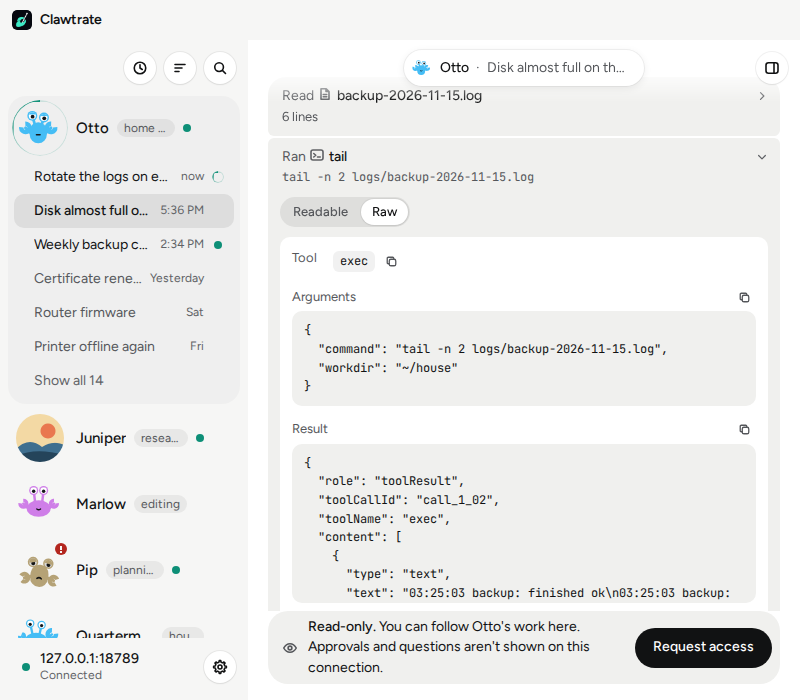 Clawtrate
Otto
home ...
Rotate the logs on e...
now
Disk almost full o...
5:36 PM
Weekly backup c...
2:34 PM
Certificate rene...
Yesterday
Router firmware
Sat
Printer offline again
Fri
Show all 14
Juniper
resea...
Marlow
editing
Pip
planni...
Quarterm
hou...
127.0.0.1:18789
Connected
Otto · Disk almost full on th...
Read backup-2026-11-15.log
6 lines
Ran tail
tail -n 2 logs/backup-2026-11-15.log
Readable
Raw
Tool
exec
Arguments
{
"command": "tail -n 2 logs/backup-2026-11-15.log",
"workdir": "~/house"
}
Result
{
"role": "toolResult",
"toolCallId": "call_1_02",
"toolName": "exec",
"content": [
{
"type": "text",
"text": "03:25:03 backup: finished ok\n03:25:03 backup:
Read-only. You can follow Otto's work here.
Approvals and questions aren't shown on this
connection.
Request access